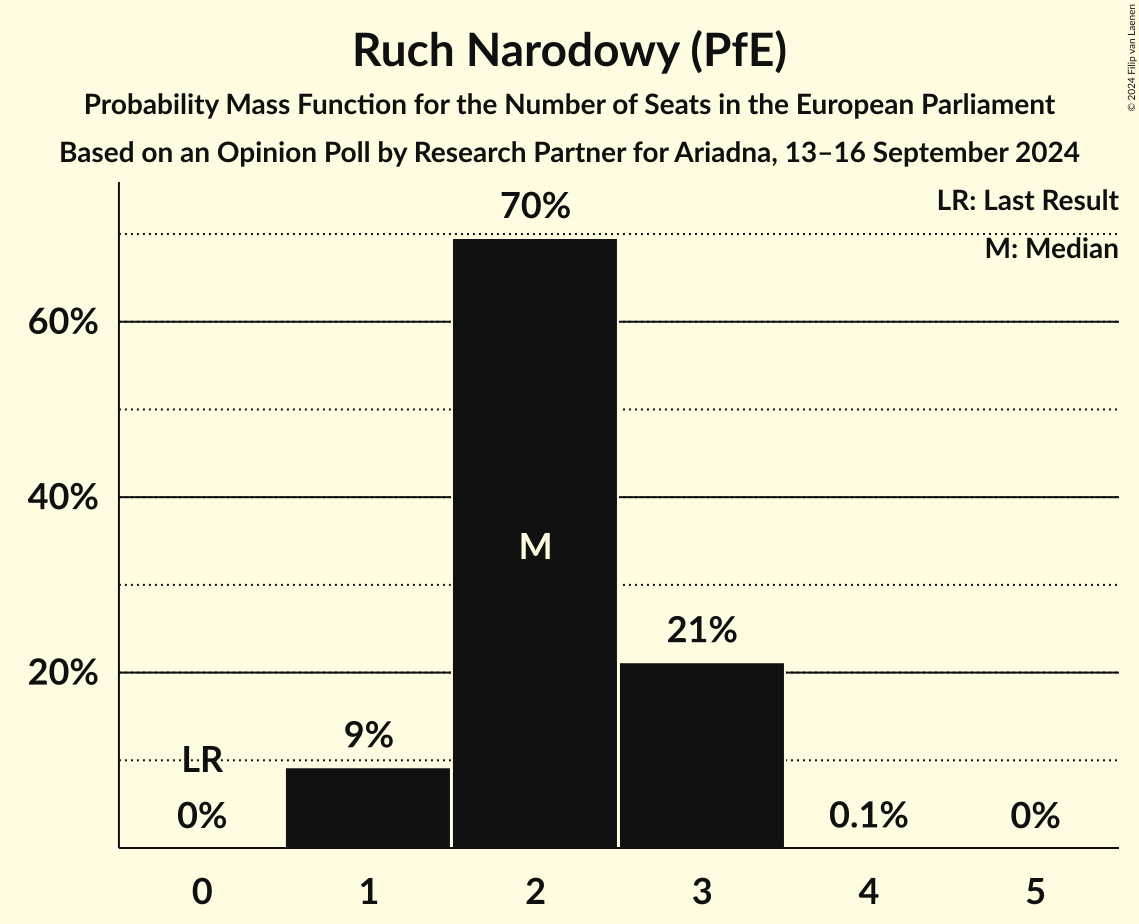 Ruch Narodowy (PfE)
Probability Mass Function for the Number of Seats in the European Parliament
Based on an Opinion Poll by Research Partner for Ariadna, 13–16 September 2024
© 2024 Filip van Laenen
LR: Last Result
M: Median
70%
60%
40%
M
21%
20%
9%
LR
0%
0.1%
0%
0 1 2 3 4 5